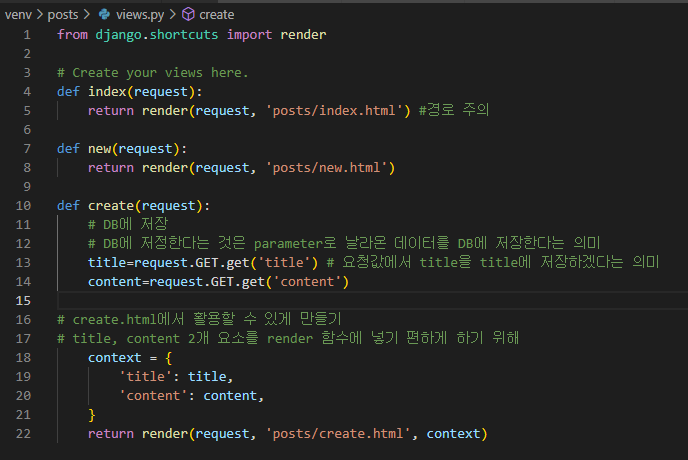 venv > posts > views.py > create
1 from django.shortcuts import render
2
3 # Create your views here.
4 def index(request):
5     return render(request, 'posts/index.html') #경로 주의
6
7 def new(request):
8     return render(request, 'posts/new.html')
9
10 def create(request):
11     # DB에 저장
12     # DB에 저정한다는 것은 parameter로 날라온 데이터를 DB에 저장한다는 의미
13     title=request.GET.get('title') # 요청값에서 title을 title에 저장하겠다는 의미
14     content=request.GET.get('content')
15
16 # create.html에서 활용할 수 있게 만들기
17 # title, content 2개 요소를 render 함수에 넣기 편하게 하기 위해
18     context = {
19         'title': title,
20         'content': content,
21     }
22     return render(request, 'posts/create.html', context)